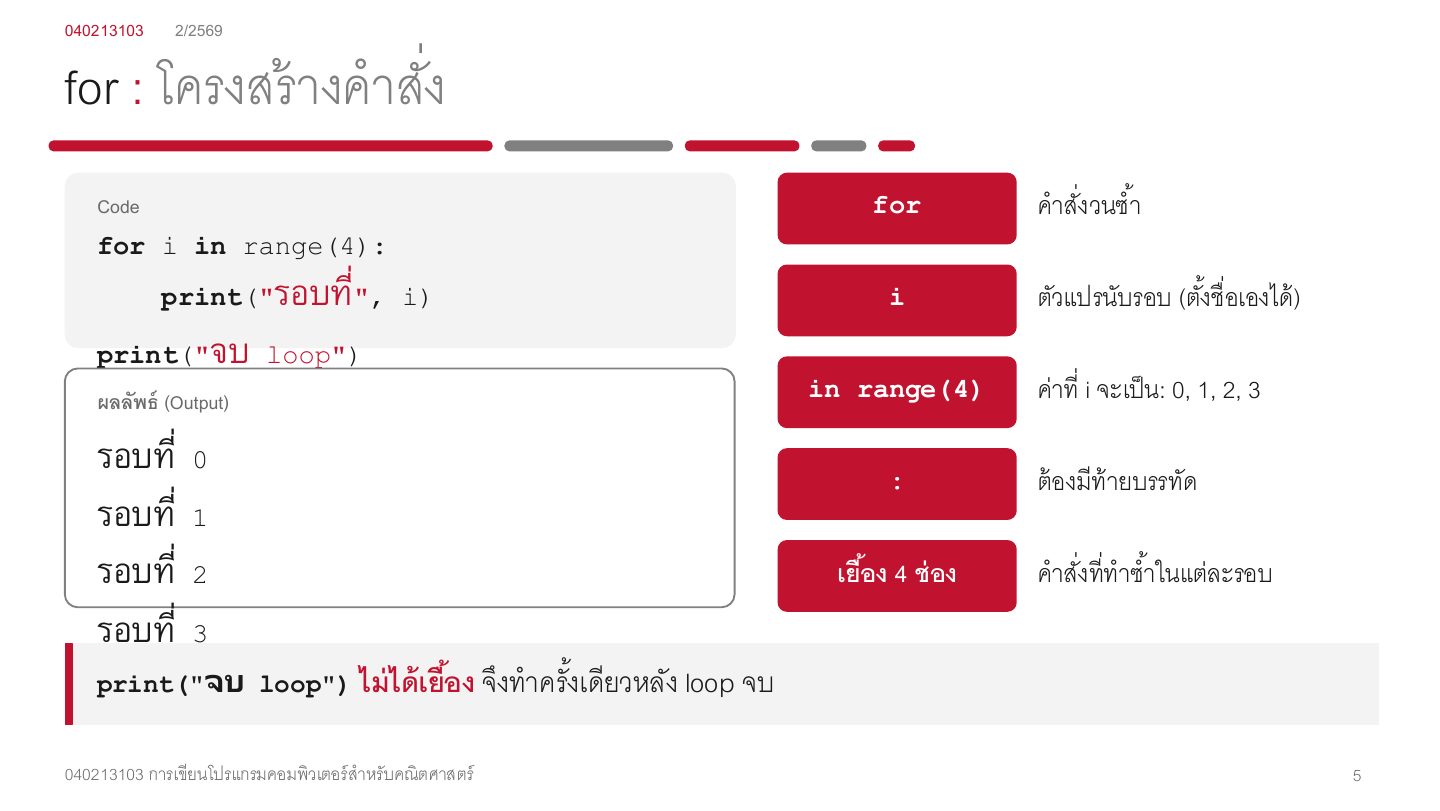 040213103 2/2569
for : โครงสร้างคำสั่ง
Code
for i in range(4):
    print("รอบที่", i)
print("จบ loop")
ผลลัพธ์ (Output)
รอบที่ 0
รอบที่ 1
รอบที่ 2
รอบที่ 3
for คำสั่งวนซ้ำ
i ตัวแปรนับรอบ (ตั้งชื่อเองได้)
in range(4) ค่าที่ i จะเป็น: 0, 1, 2, 3
: ต้องมีท้ายบรรทัด
เยื้อง 4 ช่อง คำสั่งที่ทำซ้ำในแต่ละรอบ
print("จบ loop") ไม่ได้เยื้อง จึงทำครั้งเดียวหลัง loop จบ
040213103 การเขียนโปรแกรมคอมพิวเตอร์สำหรับคณิตศาสตร์ 5